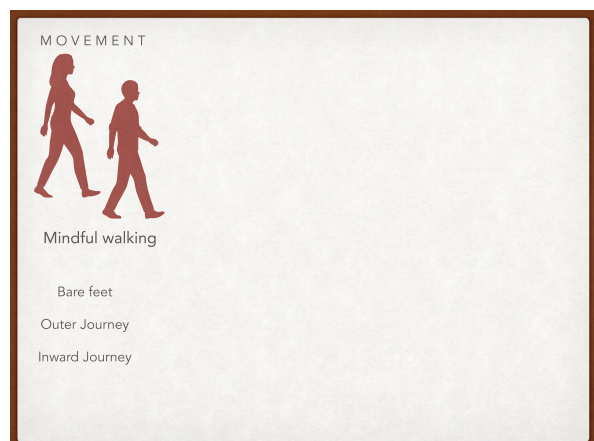 MOVEMENT
Mindful walking
Bare feet
Outer Journey
Inward Journey